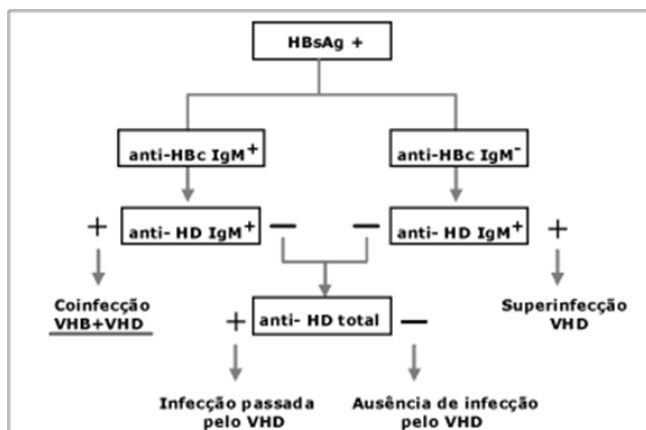 HBsAg +
anti-HBc IgM+
anti-HBc IgM-
+ anti- HD IgM+ —
— anti- HD IgM+ +
Coinfecção
VHB+VHD
Superinfecção
VHD
+ anti- HD total —
Infecção passada
pelo VHD
Ausência de infecção
pelo VHD